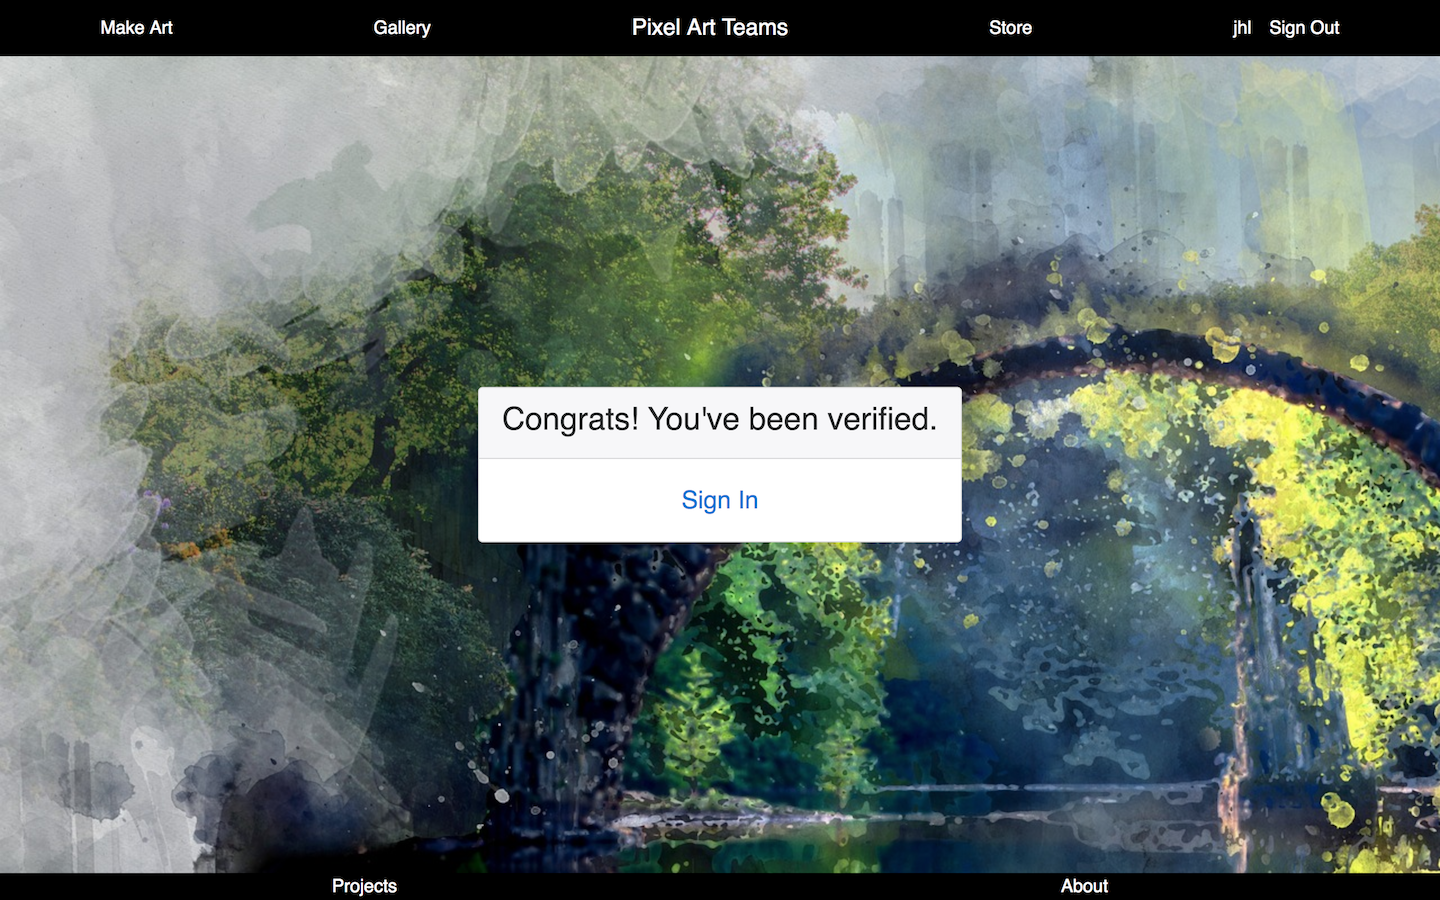 Make Art Gallery Pixel Art Teams Store jhl Sign Out
Congrats! You've been verified.
Sign In
Projects About